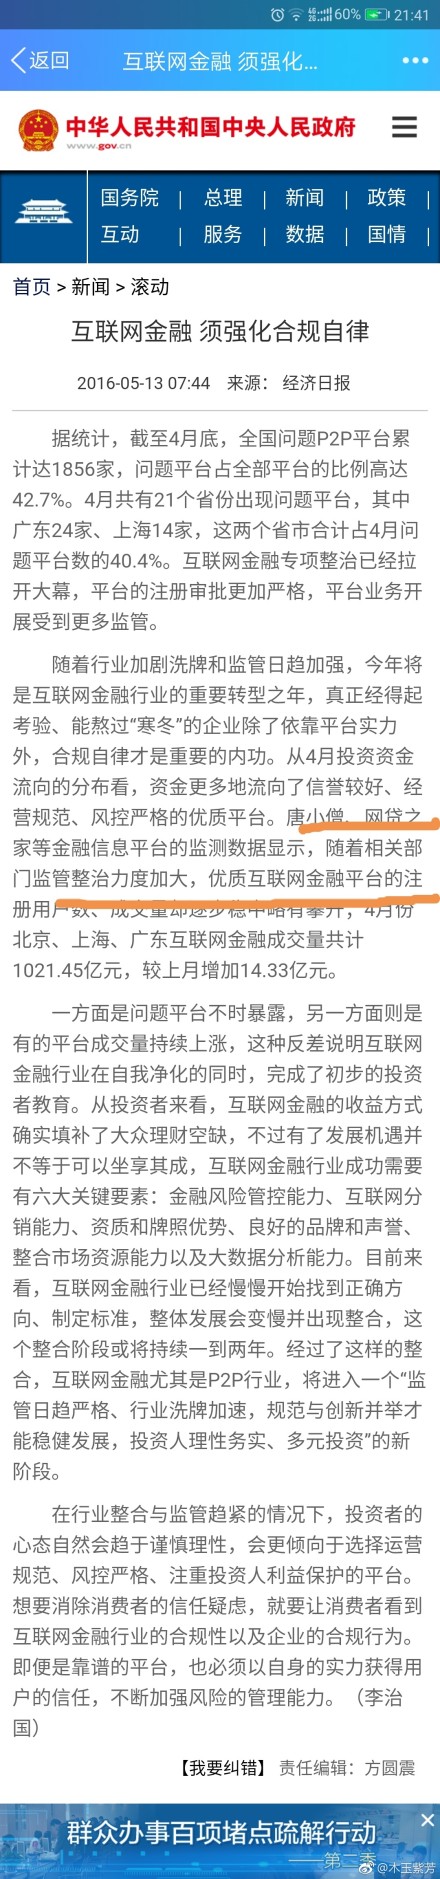 4G 2G 60% 21:41
返回 互联网金融 须强化... •••
中华人民共和国中央人民政府
www.gov.cn
国务院 | 总理 | 新闻 | 政策 |
互动 | 服务 | 数据 | 国情 |
首页 > 新闻 > 滚动
互联网金融 须强化合规自律
2016-05-13 07:44 来源： 经济日报
据统计，截至4月底，全国问题P2P平台累
计达1856家，问题平台占全部平台的比例高达
42.7%。4月共有21个省份出现问题平台，其中
广东24家、上海14家，这两个省市合计占4月问
题平台数的40.4%。互联网金融专项整治已经拉
开大幕，平台的注册审批更加严格，平台业务开
展受到更多监管。
随着行业加剧洗牌和监管日趋加强，今年将
是互联网金融行业的重要转型之年，真正经得起
考验、能熬过“寒冬”的企业除了依靠平台实力
外，合规自律才是重要的内功。从4月投资资金
流向的分布看，资金更多地流向了信誉较好、经
营规范、风控严格的优质平台。唐小僧、网贷之
家等金融信息平台的监测数据显示，随着相关部
门监管整治力度加大，优质互联网金融平台的注
册用户数、成交量却逐步稳中略有攀升，4月份
北京、上海、广东互联网金融成交量共计
1021.45亿元，较上月增加14.33亿元。
一方面是问题平台不时暴露，另一方面则是
有的平台成交量持续上涨，这种反差说明互联网
金融行业在自我净化的同时，完成了初步的投资
者教育。从投资者来看，互联网金融的收益方式
确实填补了大众理财空缺，不过有了发展机遇并
不等于可以坐享其成，互联网金融行业成功需要
有六大关键要素：金融风险管控能力、互联网分
销能力、资质和牌照优势、良好的品牌和声誉、
整合市场资源能力以及大数据分析能力。目前来
看，互联网金融行业已经慢慢开始找到正确方
向、制定标准，整体发展会变慢并出现整合，这
个整合阶段或将持续一到两年。经过了这样的整
合，互联网金融尤其是P2P行业，将进入一个“监
管日趋严格、行业洗牌加速，规范与创新并举才
能稳健发展，投资人理性务实、多元投资”的新
阶段。
在行业整合与监管趋紧的情况下，投资者的
心态自然会趋于谨慎理性，会更倾向于选择运营
规范、风控严格、注重投资人利益保护的平台。
想要消除消费者的信任疑虑，就要让消费者看到
互联网金融行业的合规性以及企业的合规行为。
即便是靠谱的平台，也必须以自身的实力获得用
户的信任，不断加强风险的管理能力。（李治
国）
【我要纠错】 责任编辑：方圆震
群众办事百项堵点疏解行动
——第二季
@木玉紫芳